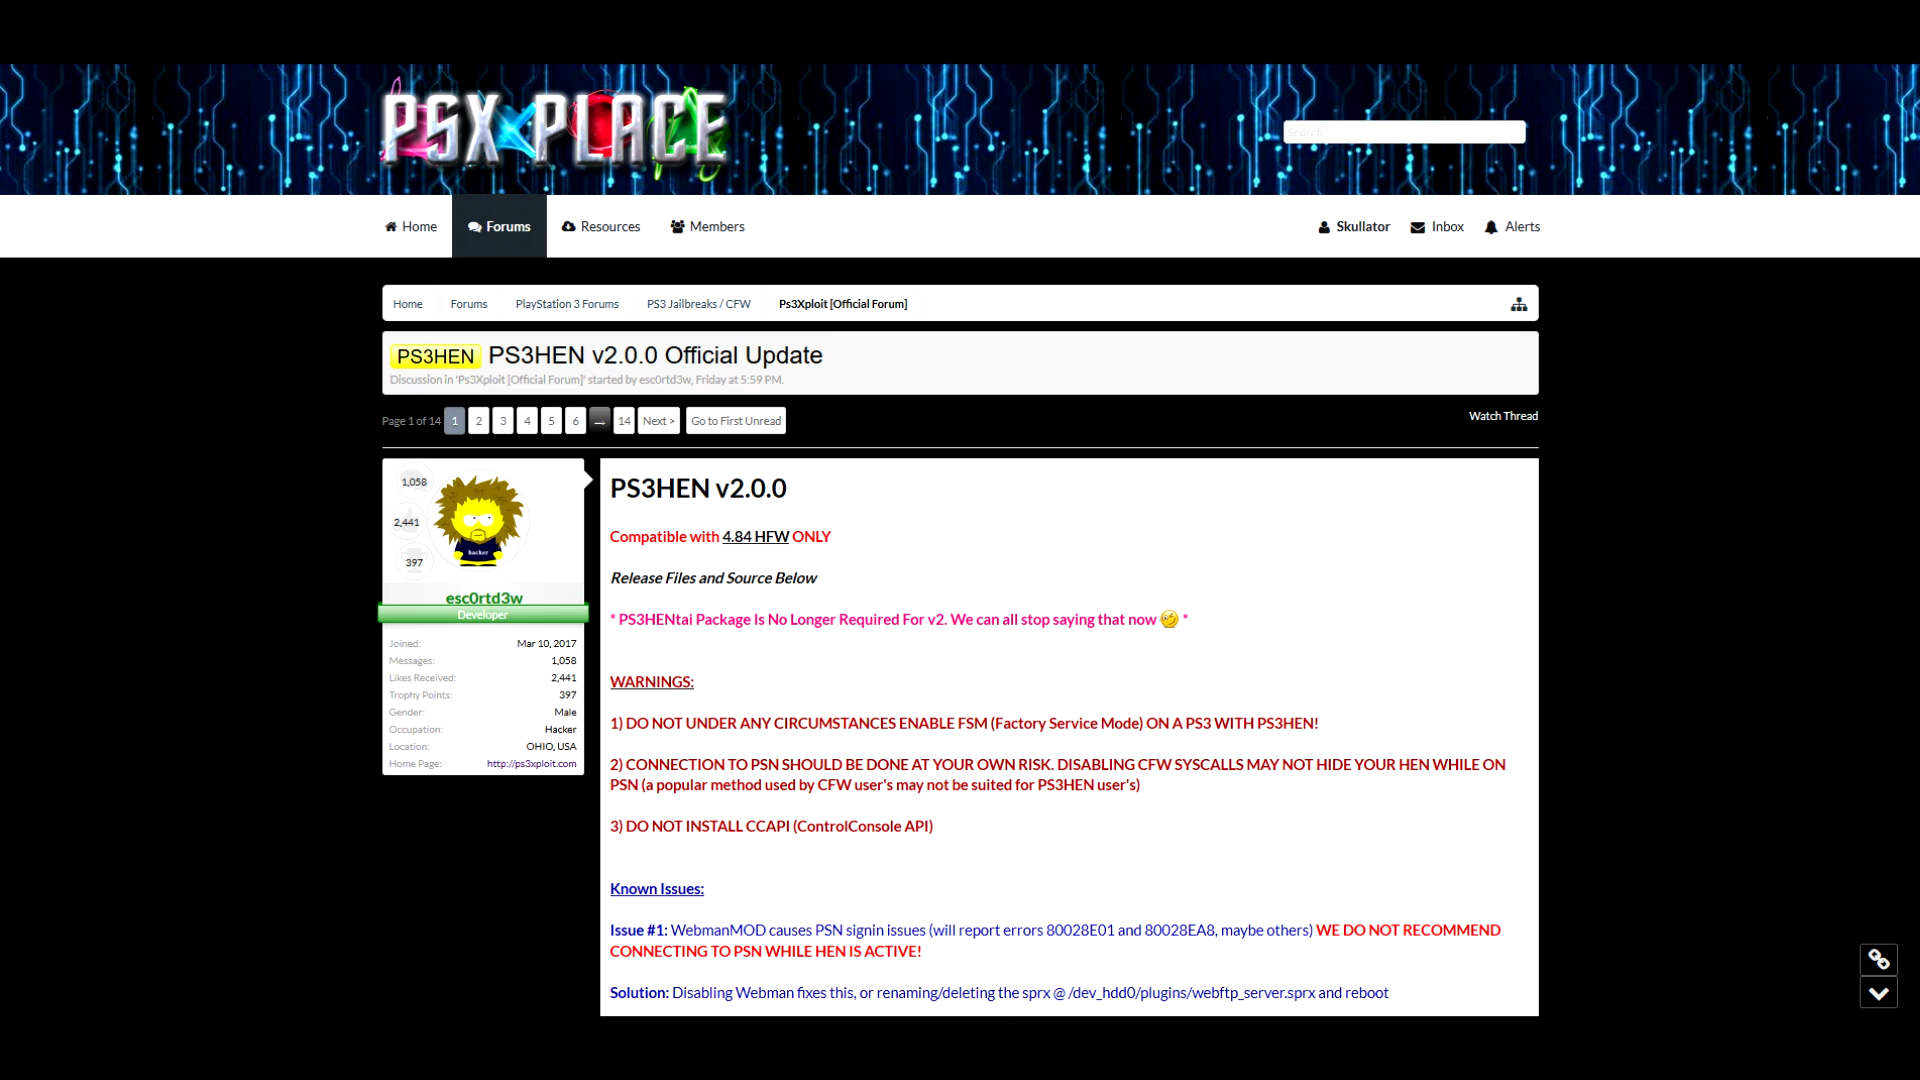 PSX PLACE
Search
Home
Forums
Resources
Members
Skullator
Inbox
Alerts
Home
Forums
PlayStation 3 Forums
PS3 Jailbreaks / CFW
Ps3Xploit [Official Forum]
PS3HEN PS3HEN v2.0.0 Official Update
Discussion in 'Ps3Xploit [Official Forum]' started by esc0rtd3w, Friday at 5:59 PM.
Page 1 of 14 1 2 3 4 5 6 → 14 Next > Go to First Unread
Watch Thread
1,058
2,441
397
hacker
esc0rtd3w
Developer
Joined: Mar 10, 2017
Messages: 1,058
Likes Received: 2,441
Trophy Points: 397
Gender: Male
Occupation: Hacker
Location: OHIO, USA
Home Page: http://ps3xploit.com
PS3HEN v2.0.0
Compatible with 4.84 HFW ONLY
Release Files and Source Below
* PS3HENtai Package Is No Longer Required For v2. We can all stop saying that now 🤣 *
WARNINGS:
1) DO NOT UNDER ANY CIRCUMSTANCES ENABLE FSM (Factory Service Mode) ON A PS3 WITH PS3HEN!
2) CONNECTION TO PSN SHOULD BE DONE AT YOUR OWN RISK. DISABLING CFW SYSCALLS MAY NOT HIDE YOUR HEN WHILE ON
PSN (a popular method used by CFW user's may not be suited for PS3HEN user's)
3) DO NOT INSTALL CCAPI (ControlConsole API)
Known Issues:
Issue #1: WebmanMOD causes PSN signin issues (will report errors 80028E01 and 80028EA8, maybe others) WE DO NOT RECOMMEND
CONNECTING TO PSN WHILE HEN IS ACTIVE!
Solution: Disabling Webman fixes this, or renaming/deleting the sprx @ /dev_hdd0/plugins/webftp_server.sprx and reboot